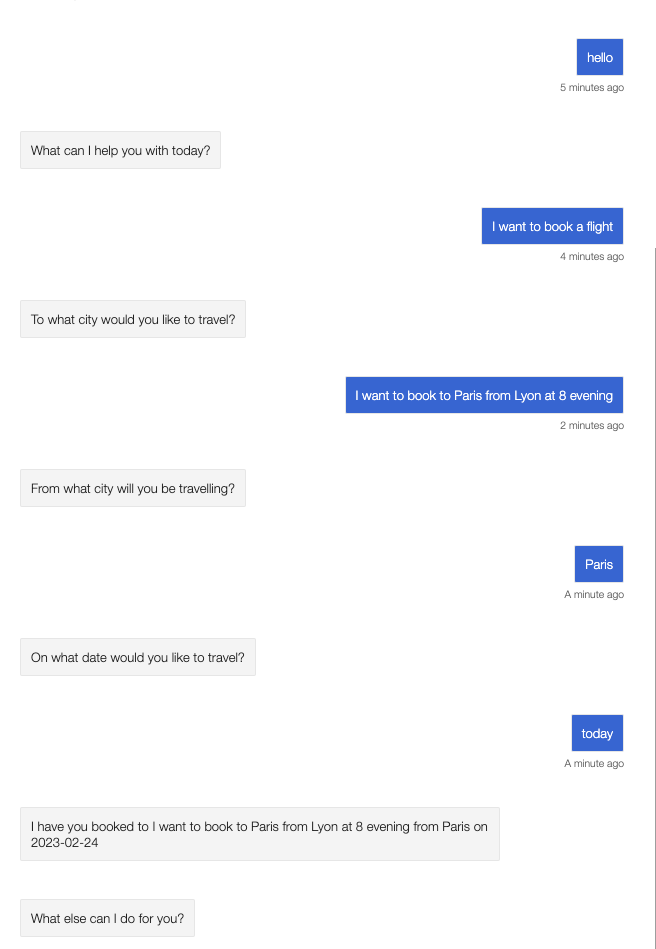 hello
5 minutes ago
What can I help you with today?
I want to book a flight
4 minutes ago
To what city would you like to travel?
I want to book to Paris from Lyon at 8 evening
2 minutes ago
From what city will you be travelling?
Paris
A minute ago
On what date would you like to travel?
today
A minute ago
I have you booked to I want to book to Paris from Lyon at 8 evening from Paris on
2023-02-24
What else can I do for you?